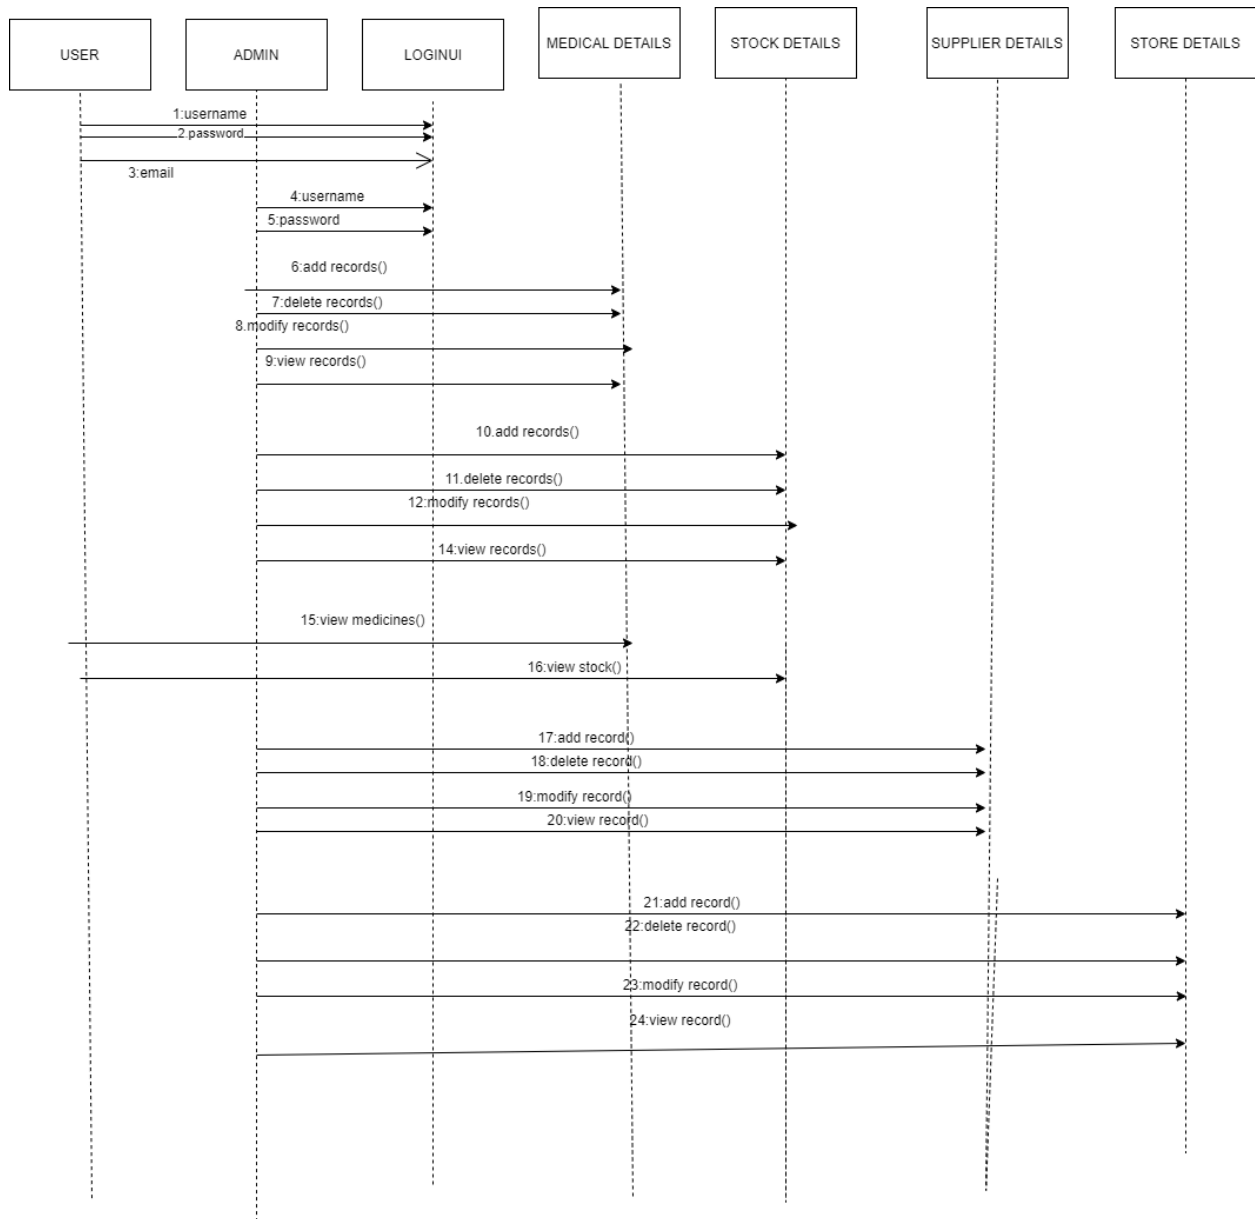 USER
ADMIN
LOGINUI
MEDICAL DETAILS
STOCK DETAILS
SUPPLIER DETAILS
STORE DETAILS
1:username
2 password
3:email
4:username
5:password
6:add records()
7:delete records()
8.modify records()
9:view records()
10.add records()
11.delete records()
12:modify records()
14:view records()
15:view medicines()
16:view stock()
17:add record()
18:delete record()
19:modify record()
20:view record()
21:add record()
22:delete record()
23:modify record()
24:view record()